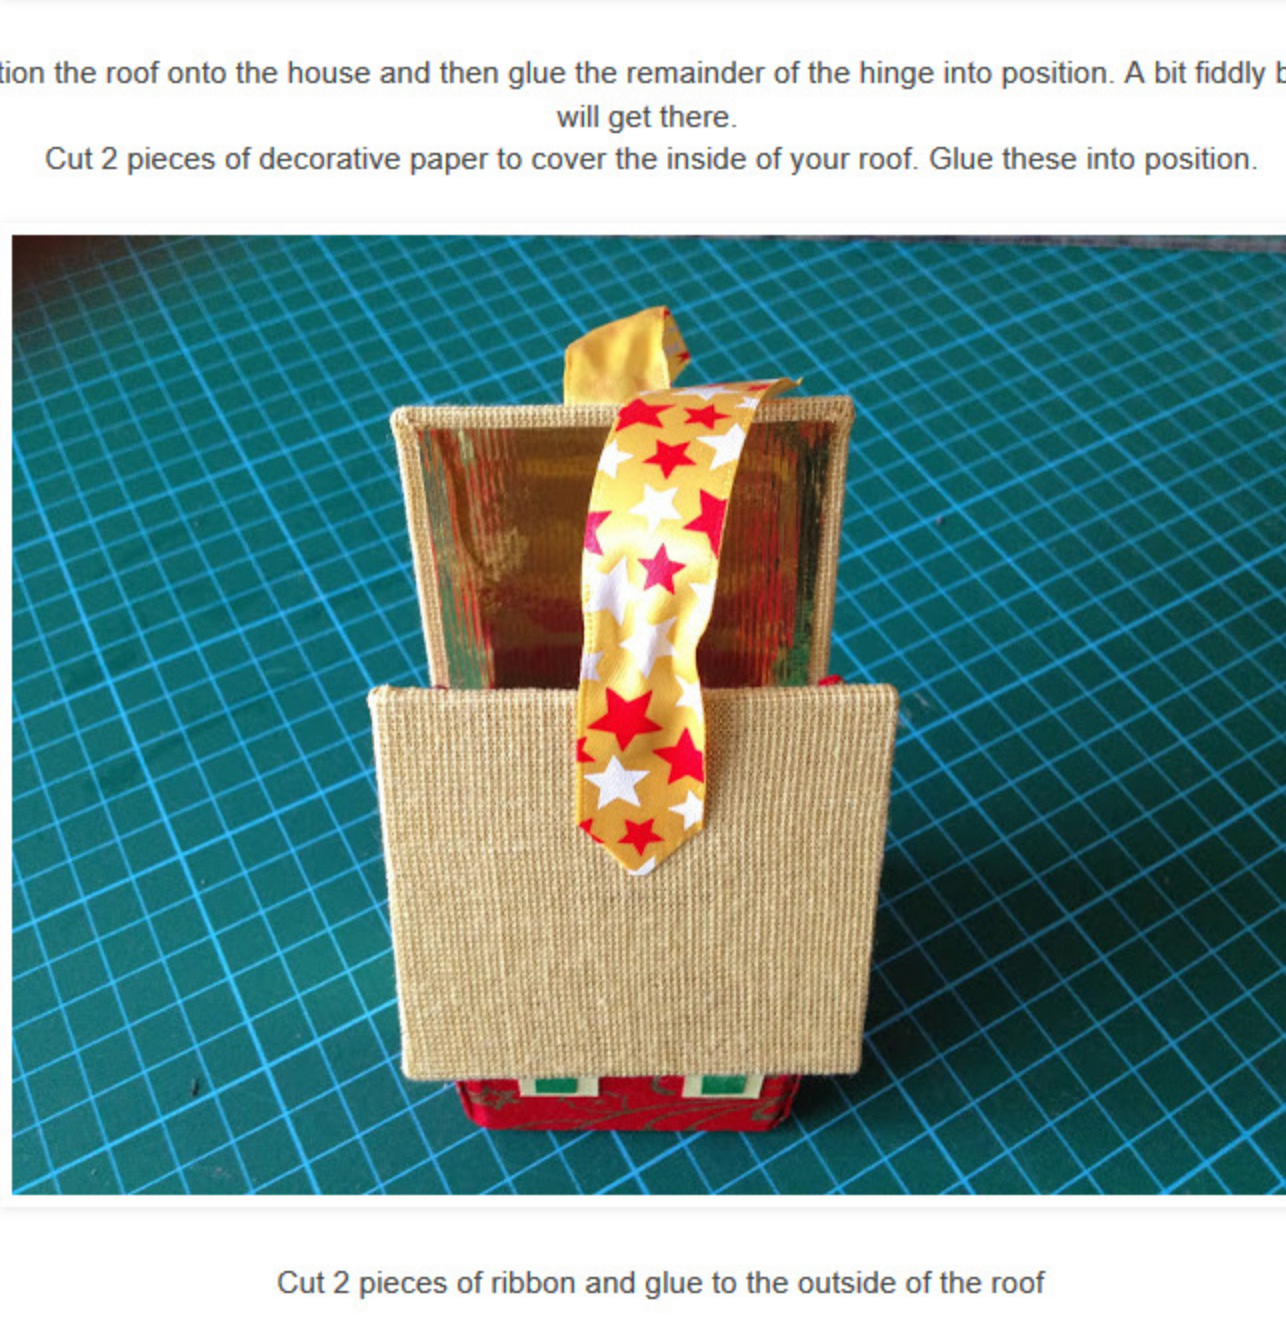 tion the roof onto the house and then glue the remainder of the hinge into position. A bit fiddly b
will get there.
Cut 2 pieces of decorative paper to cover the inside of your roof. Glue these into position.
Cut 2 pieces of ribbon and glue to the outside of the roof